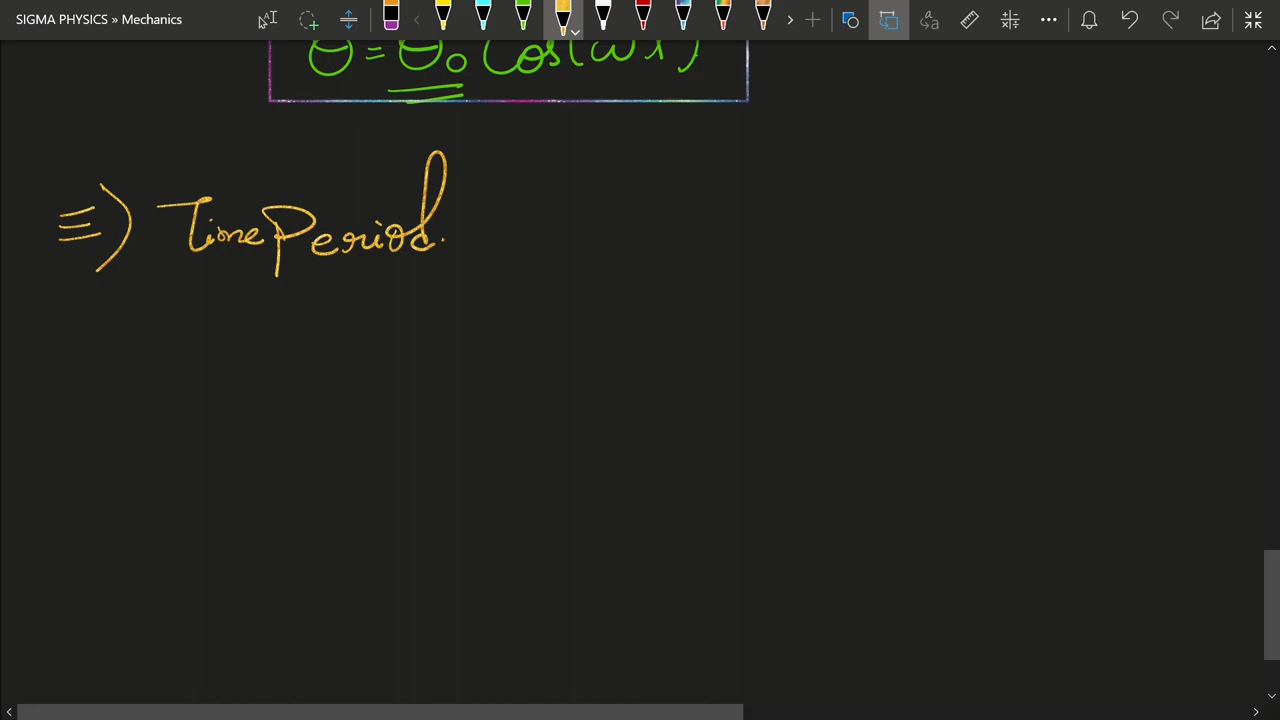 SIGMA PHYSICS » Mechanics
θ = θ₀ Cos(ωt)
⇒ Time Period.